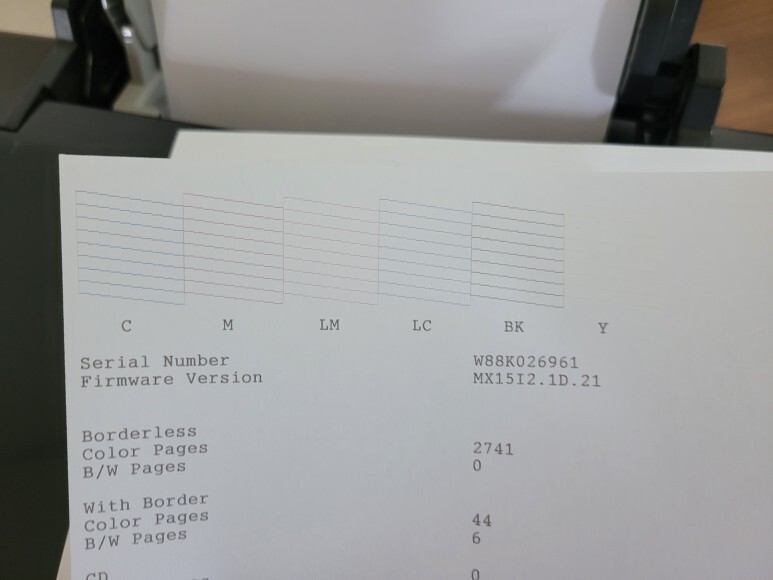 C M LM LC BK Y
Serial Number W88K026961
Firmware Version MX15I2.1D.21
Borderless
Color Pages 2741
B/W Pages 0
With Border
Color Pages 44
B/W Pages 6
CD 0